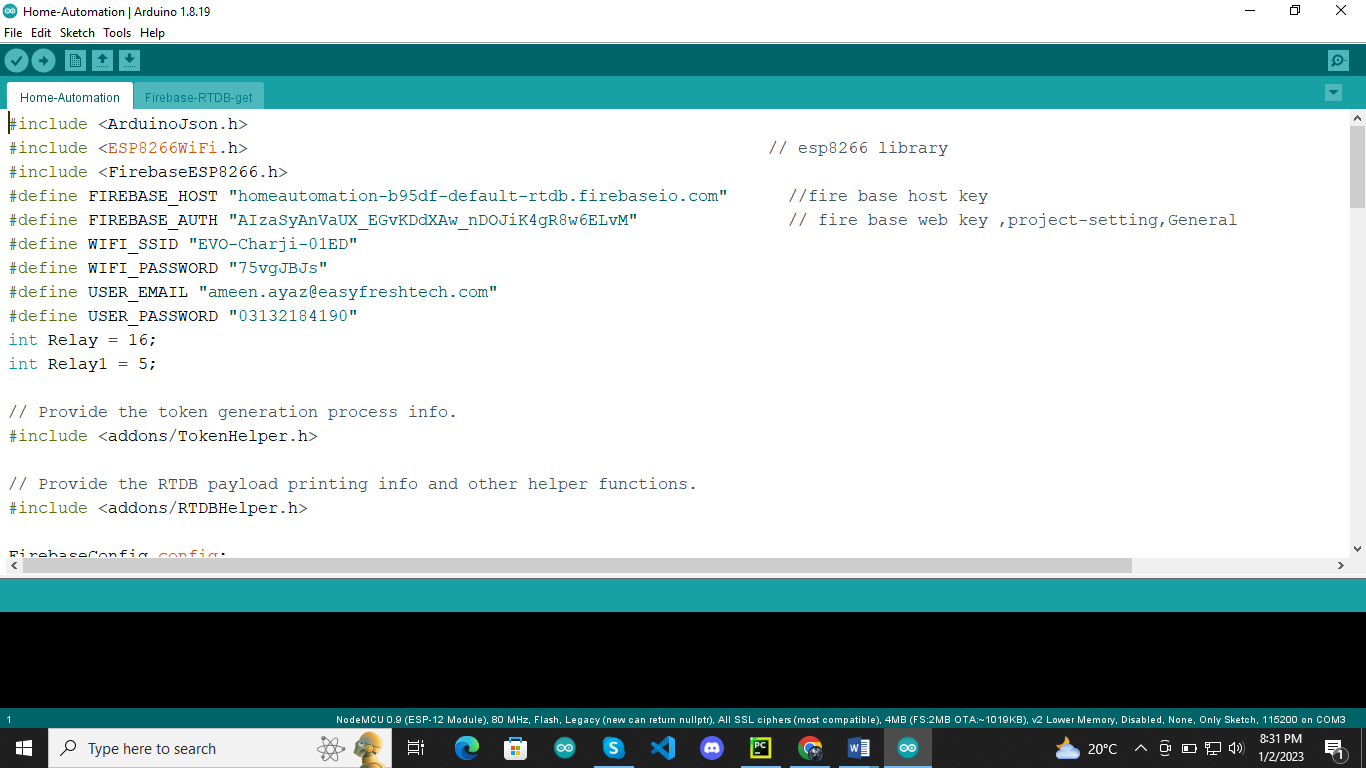 Home-Automation | Arduino 1.8.19
File Edit Sketch Tools Help
Home-Automation Firebase-RTDB-get
#include <ArduinoJson.h>
#include <ESP8266WiFi.h> // esp8266 library
#include <FirebaseESP8266.h>
#define FIREBASE_HOST "homeautomation-b95df-default-rtdb.firebaseio.com" //fire base host key
#define FIREBASE_AUTH "AIzaSyAnVaUX_EGvKDdXAw_nDOJiK4gR8w6ELvM" // fire base web key ,project-setting,General
#define WIFI_SSID "EVO-Charji-01ED"
#define WIFI_PASSWORD "75vgJBJs"
#define USER_EMAIL "ameen.ayaz@easyfreshtech.com"
#define USER_PASSWORD "03132184190"
int Relay = 16;
int Relay1 = 5;
// Provide the token generation process info.
#include <addons/TokenHelper.h>
// Provide the RTDB payload printing info and other helper functions.
#include <addons/RTDBHelper.h>
FirebaseConfig config;
1 NodeMCU 0.9 (ESP-12 Module), 80 MHz, Flash, Legacy (new can return nullptr), All SSL ciphers (most compatible), 4MB (FS:2MB OTA:~1019KB), v2 Lower Memory, Disabled, None, Only Sketch, 115200 on COM3
Type here to search
20°C
8:31 PM
1/2/2023
1